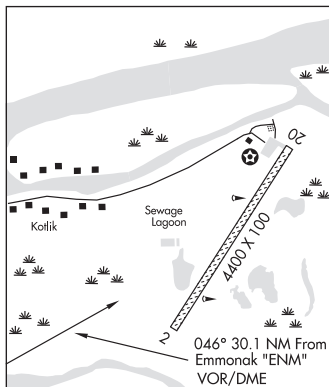 20
Kotlik
Sewage
Lagoon
4400 X 100
2
046° 30.1 NM From
Emmonak "ENM"
VOR/DME